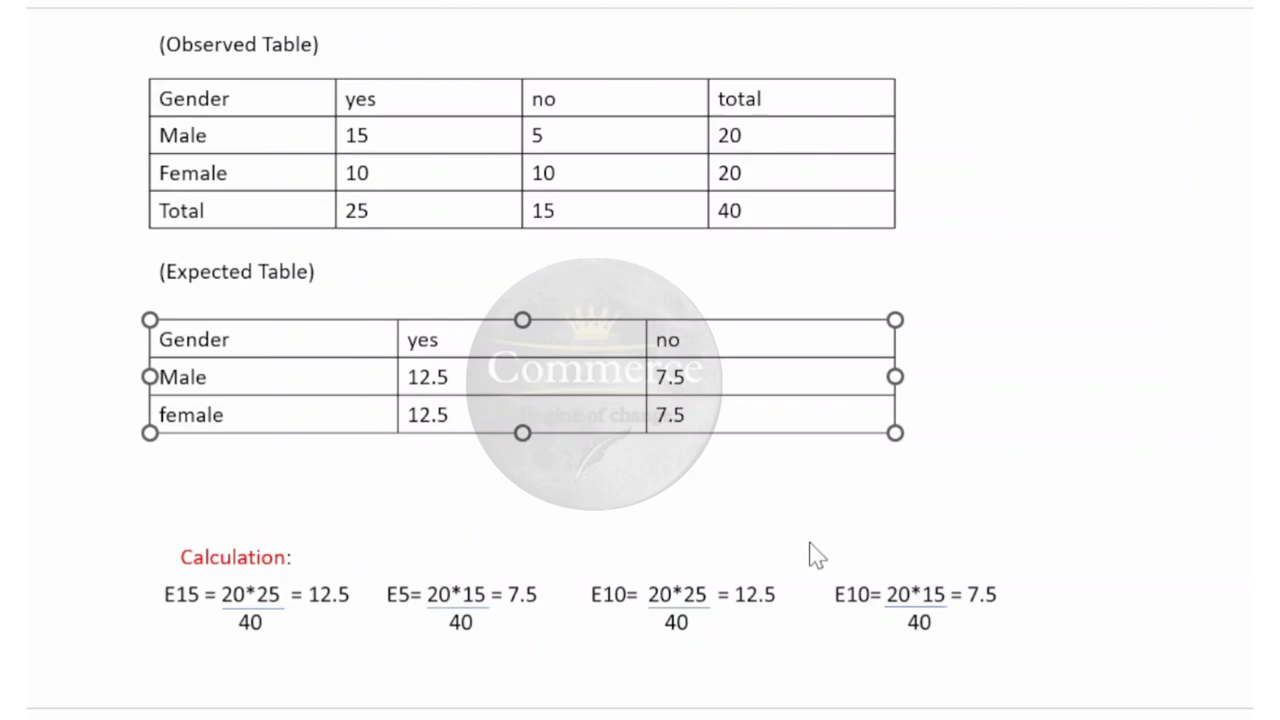 (Observed Table)
Gender yes no total
Male 15 5 20
Female 10 10 20
Total 25 15 40
(Expected Table)
Gender yes no
Male 12.5 7.5
female 12.5 7.5
Commerce
of change
Calculation:
E15 = 20*25 = 12.5 E5= 20*15 = 7.5 E10= 20*25 = 12.5 E10= 20*15 = 7.5
40 40 40 40